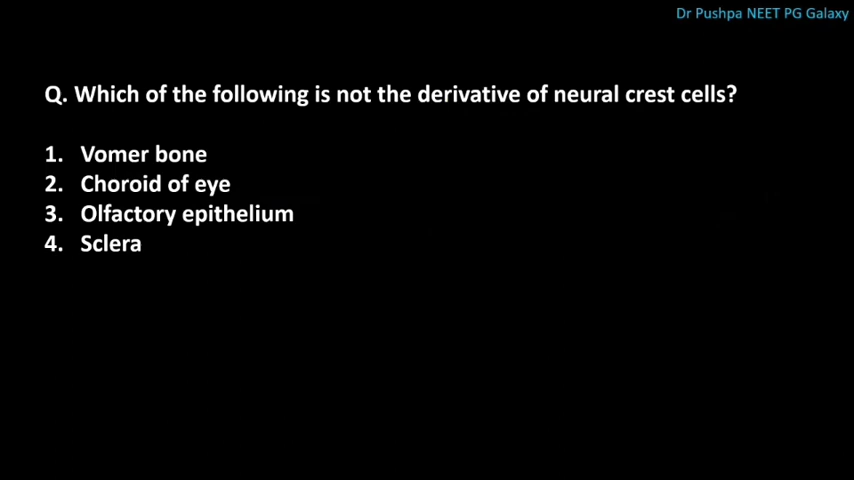 Dr Pushpa NEET PG Galaxy
Q. Which of the following is not the derivative of neural crest cells?
1. Vomer bone
2. Choroid of eye
3. Olfactory epithelium
4. Sclera